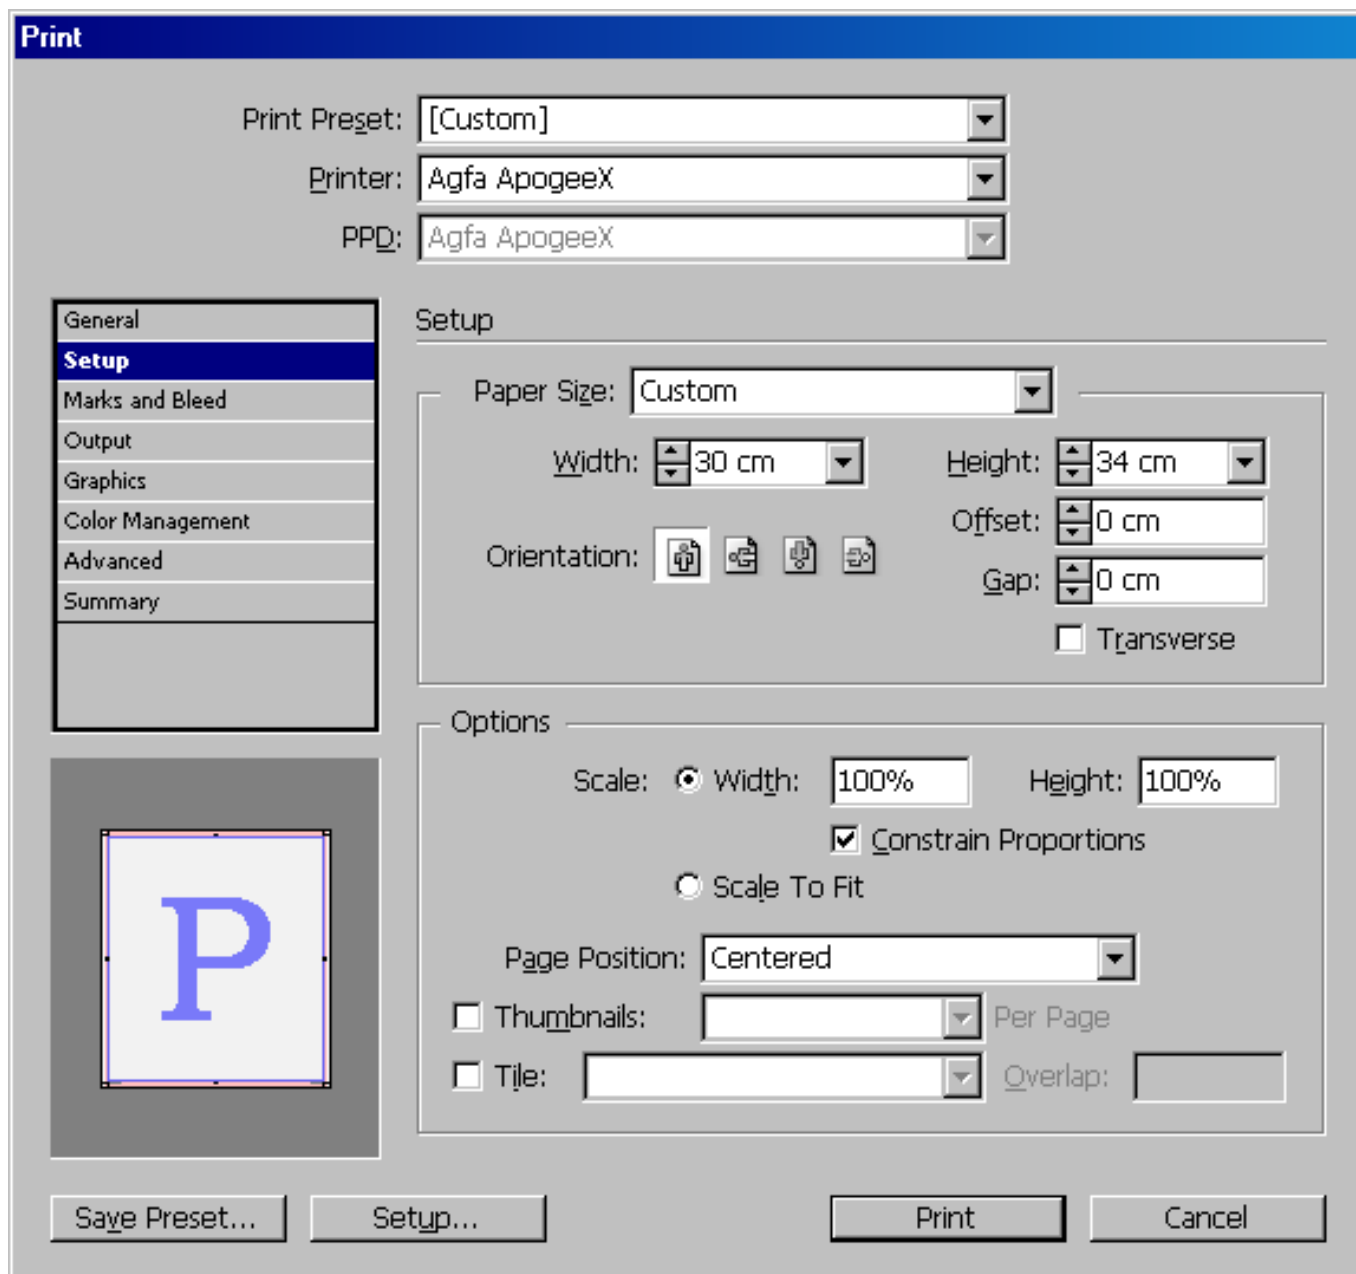 Print
Print Preset: [Custom]
Printer: Agfa ApogeeX
PPD: Agfa ApogeeX
General
Setup
Marks and Bleed
Output
Graphics
Color Management
Advanced
Summary
Setup
Paper Size: Custom
Width: 30 cm Height: 34 cm
Offset: 0 cm
Orientation:
Gap: 0 cm
Transverse
Options
Scale: Width: 100% Height: 100%
Constrain Proportions
Scale To Fit
Page Position: Centered
Thumbnails: Per Page
Tile: Overlap:
P
Save Preset... Setup... Print Cancel